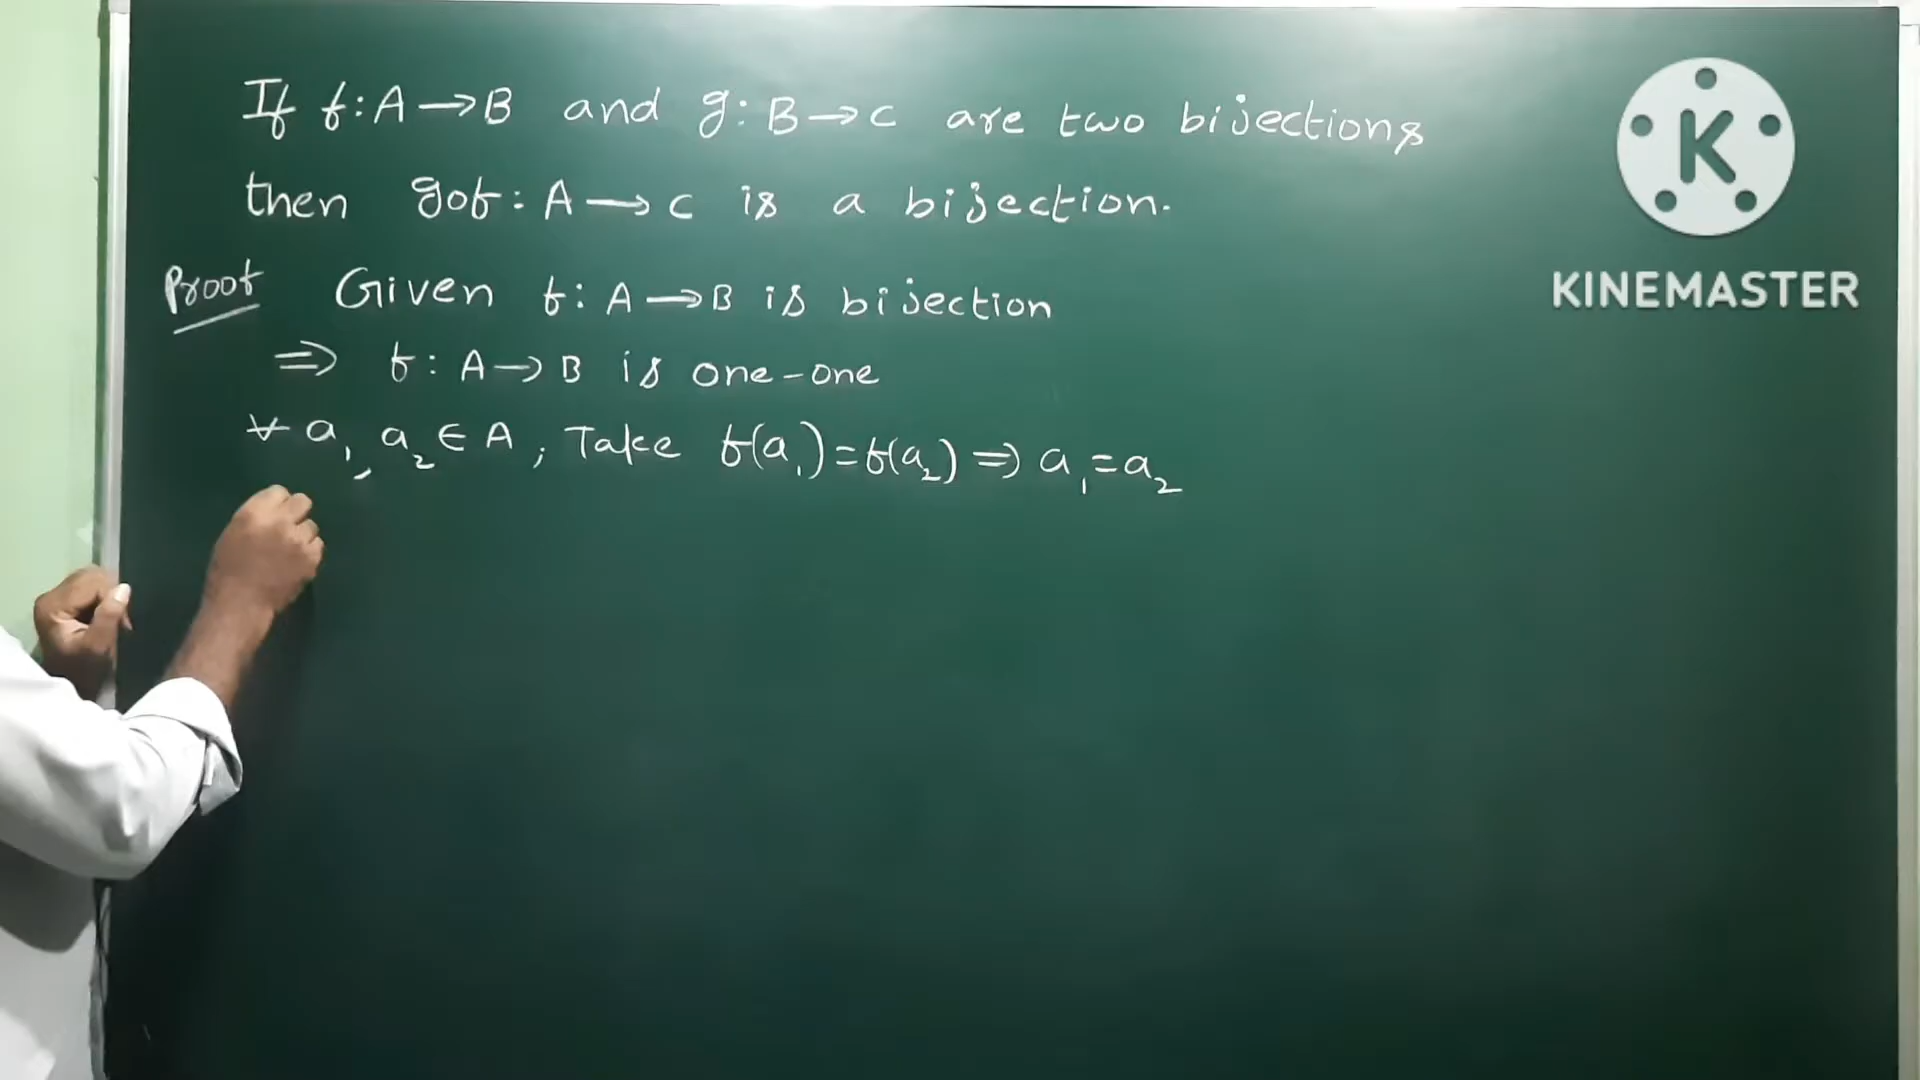 If f: A → B and g: B → C are two bijections
then gof: A → C is a bijection.
Proof Given f: A → B is bijection
⇒ f: A → B is one-one
∀ a₁, a₂ ∈ A ; Take f(a₁) = f(a₂) ⇒ a₁ = a₂
K
KINEMASTER